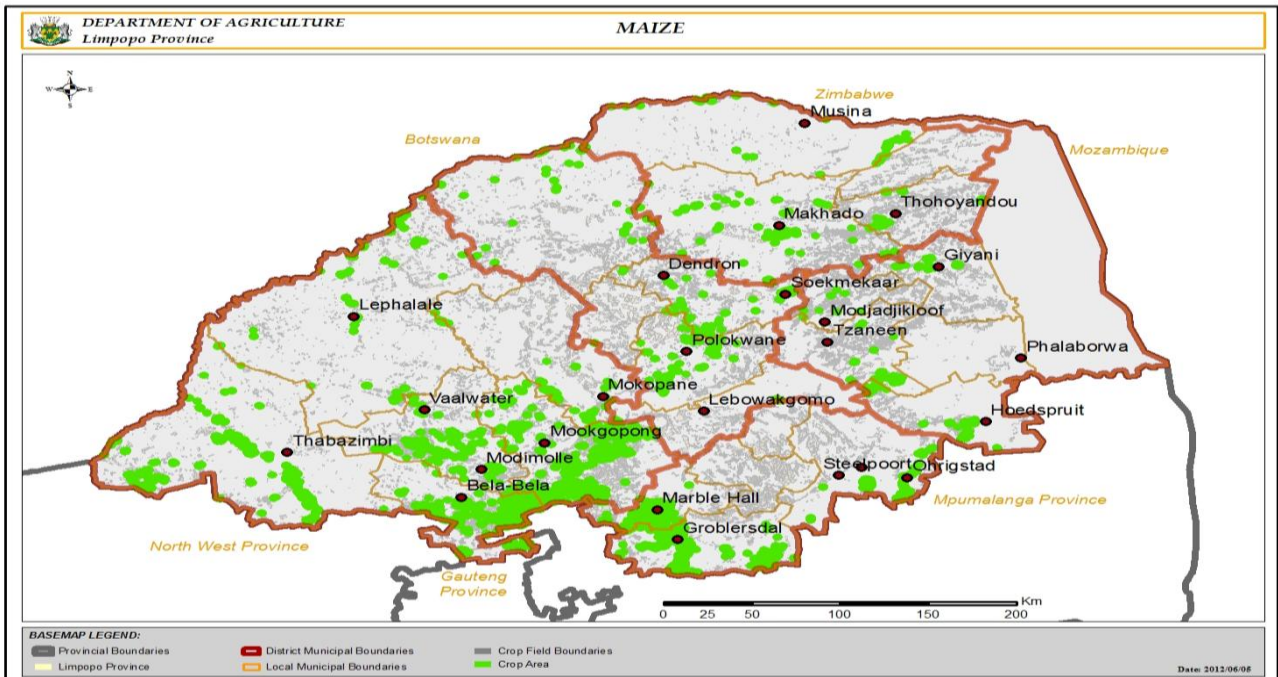 DEPARTMENT OF AGRICULTURE
Limpopo Province
MAIZE
N
W E
S
Zimbabwe
Musina
Botswana
Mozambique
Makhado
Thohoyandou
Dendron
Giyani
Soekmekaar
Lephalale
Modjadjikloof
Tzaneen
Polokwane
Phalaborwa
Mokopane
Vaalwater
Lebowakgomo
Hoedspruit
Mookgopong
Thabazimbi
Modimolle
Steelpoort
Ohrigstad
Bela-Bela
Marble Hall
Mpumalanga Province
Groblersdal
North West Province
Gauteng
Province
Km
0 25 50 100 150 200
BASEMAP LEGEND:
Provincial Boundaries
District Municipal Boundaries
Crop Field Boundaries
Limpopo Province
Local Municipal Boundaries
Crop Area
Date: 2012/06/08